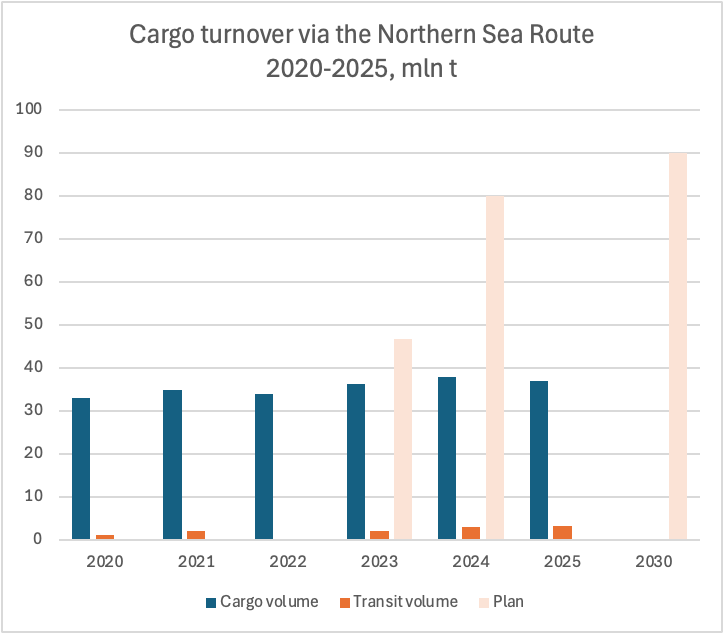 Cargo turnover via the Northern Sea Route
2020-2025, mln t
100
90
80
70
60
50
40
30
20
10
0
2020 2021 2022 2023 2024 2025 2030
Cargo volume Transit volume Plan